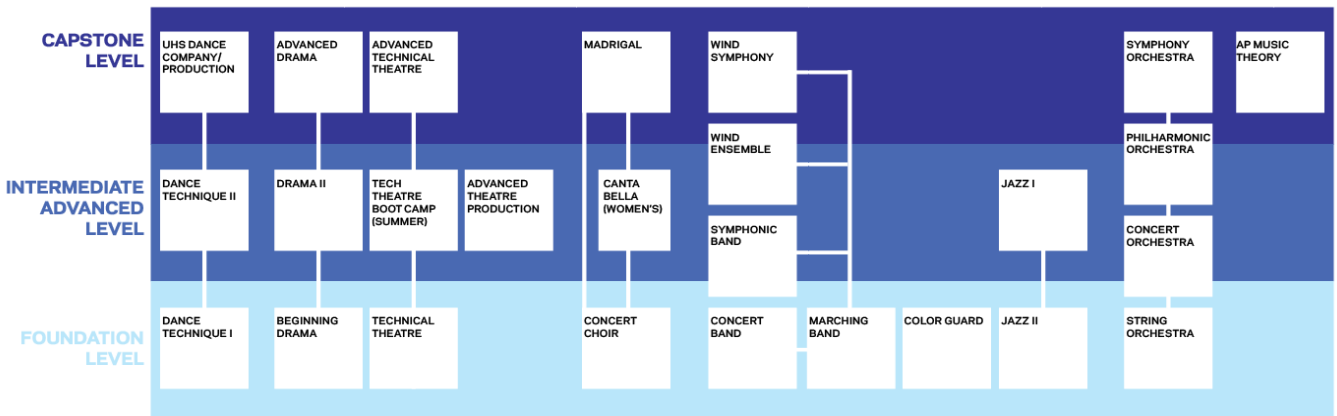 CAPSTONE
LEVEL
UHS DANCE
COMPANY/
PRODUCTION
ADVANCED
DRAMA
ADVANCED
TECHNICAL
THEATRE
MADRIGAL
WIND
SYMPHONY
SYMPHONY
ORCHESTRA
AP MUSIC
THEORY
WIND
ENSEMBLE
PHILHARMONIC
ORCHESTRA
INTERMEDIATE
ADVANCED
LEVEL
DANCE
TECHNIQUE II
DRAMA II
TECH
THEATRE
BOOT CAMP
(SUMMER)
ADVANCED
THEATRE
PRODUCTION
CANTA
BELLA
(WOMEN'S)
JAZZ I
SYMPHONIC
BAND
CONCERT
ORCHESTRA
FOUNDATION
LEVEL
DANCE
TECHNIQUE I
BEGINNING
DRAMA
TECHNICAL
THEATRE
CONCERT
CHOIR
CONCERT
BAND
MARCHING
BAND
COLOR GUARD
JAZZ II
STRING
ORCHESTRA